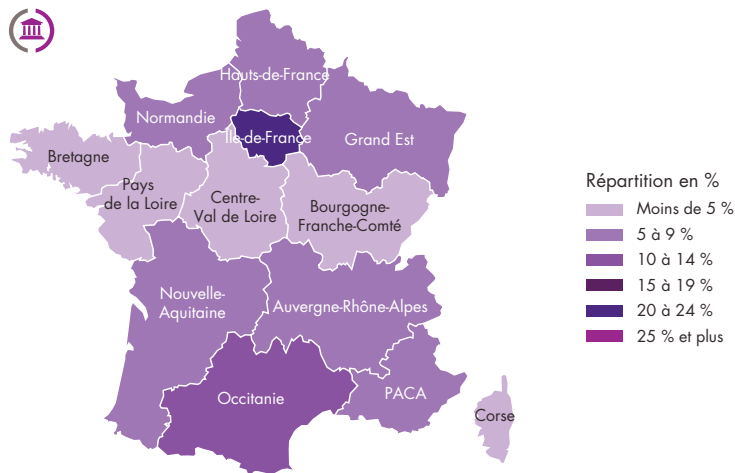 Hauts-de-France
Normandie
Île-de-France
Grand Est
Bretagne
Pays
de la Loire
Centre-
Val de Loire
Bourgogne-
Franche-Comté
Nouvelle-
Aquitaine
Auvergne-Rhône-Alpes
Occitanie
PACA
Corse
Répartition en %
Moins de 5 %
5 à 9 %
10 à 14 %
15 à 19 %
20 à 24 %
25 % et plus